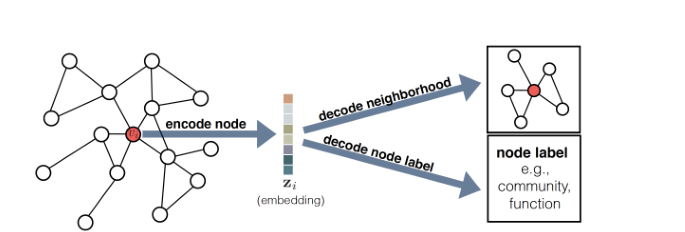 encode node
decode neighborhood
decode node label
z_i
(embedding)
node label
e.g.,
community,
function